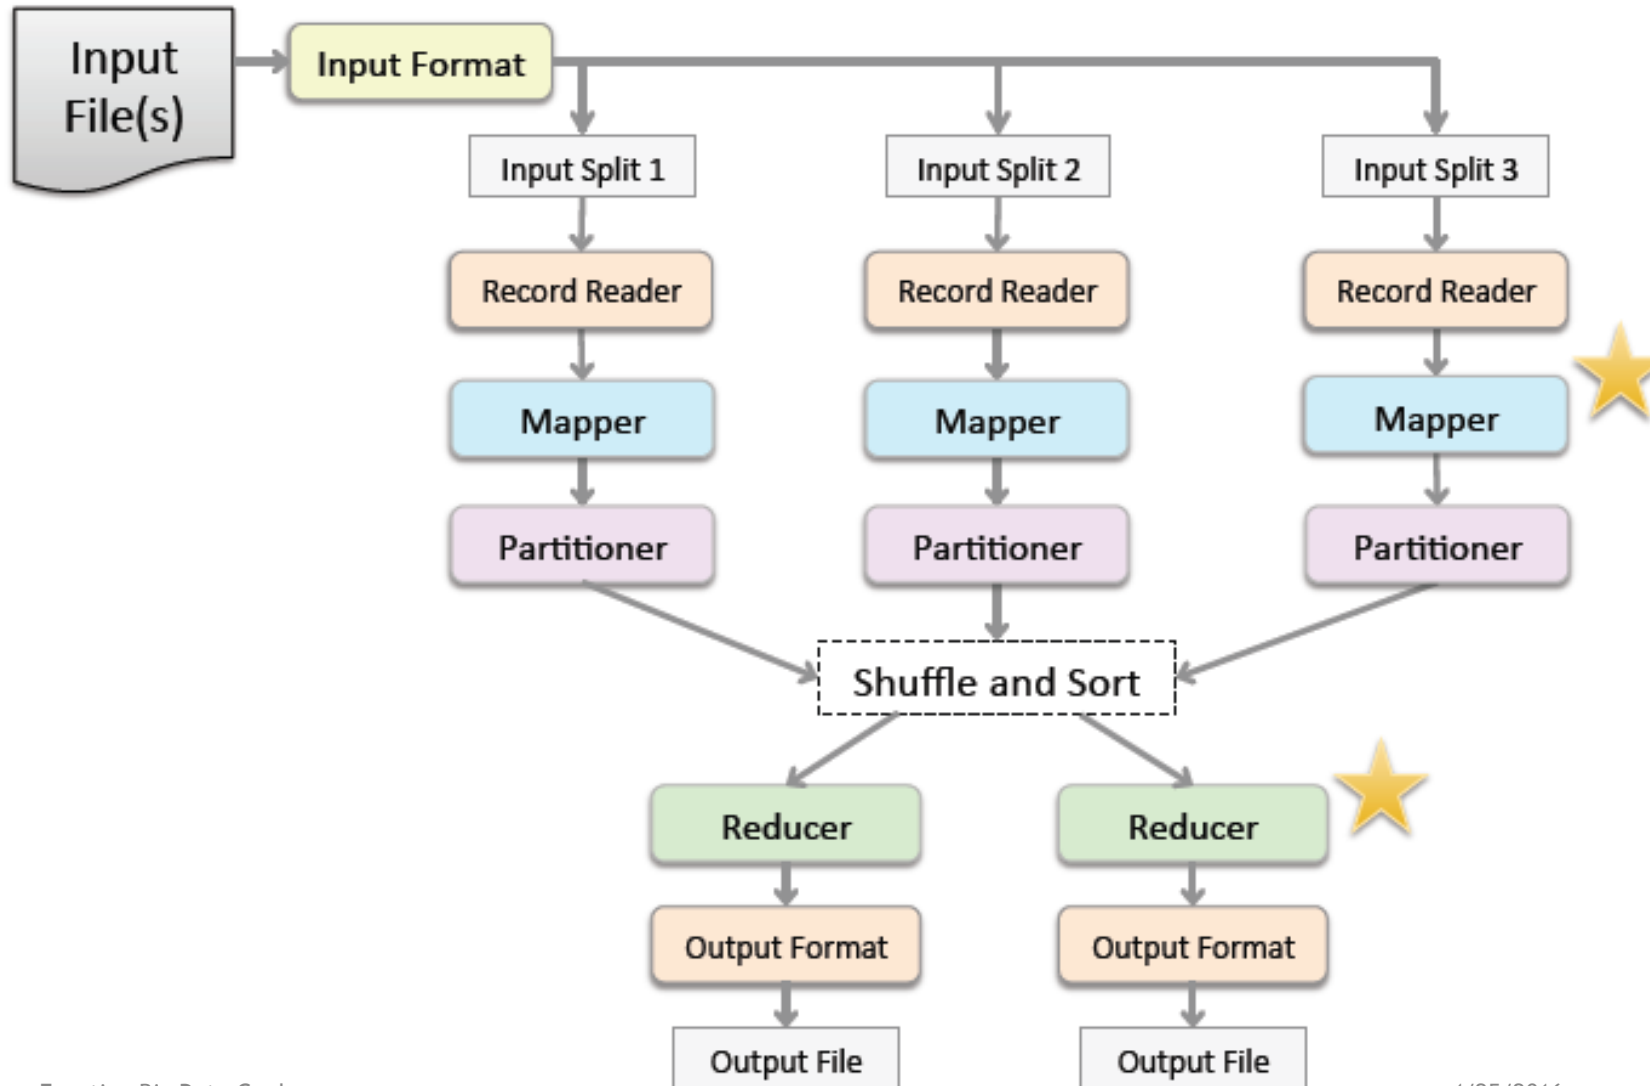 Input
File(s)
Input Format
Input Split 1
Input Split 2
Input Split 3
Record Reader
Record Reader
Record Reader
Mapper
Mapper
Mapper
Partitioner
Partitioner
Partitioner
Shuffle and Sort
Reducer
Reducer
Output Format
Output Format
Output File
Output File